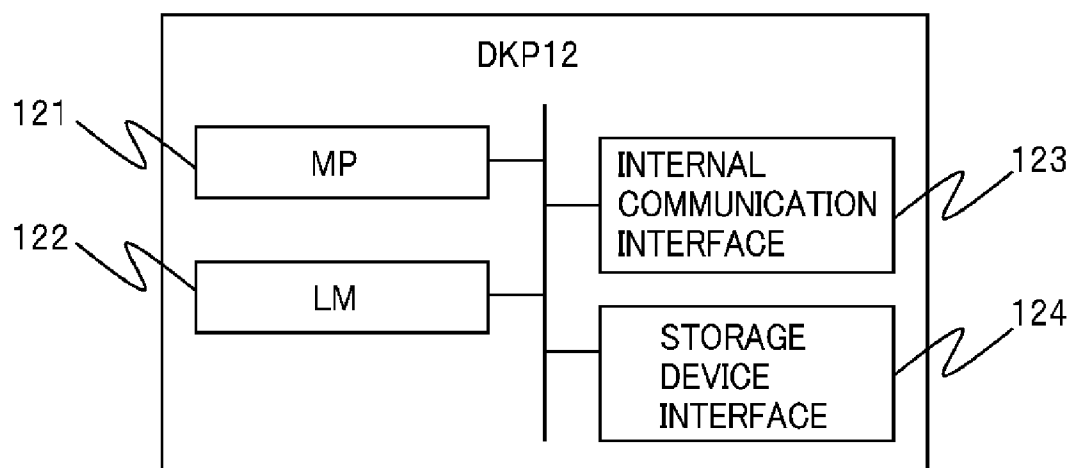 DKP12
121
MP
INTERNAL
COMMUNICATION
INTERFACE
123
122
LM
STORAGE
DEVICE
INTERFACE
124